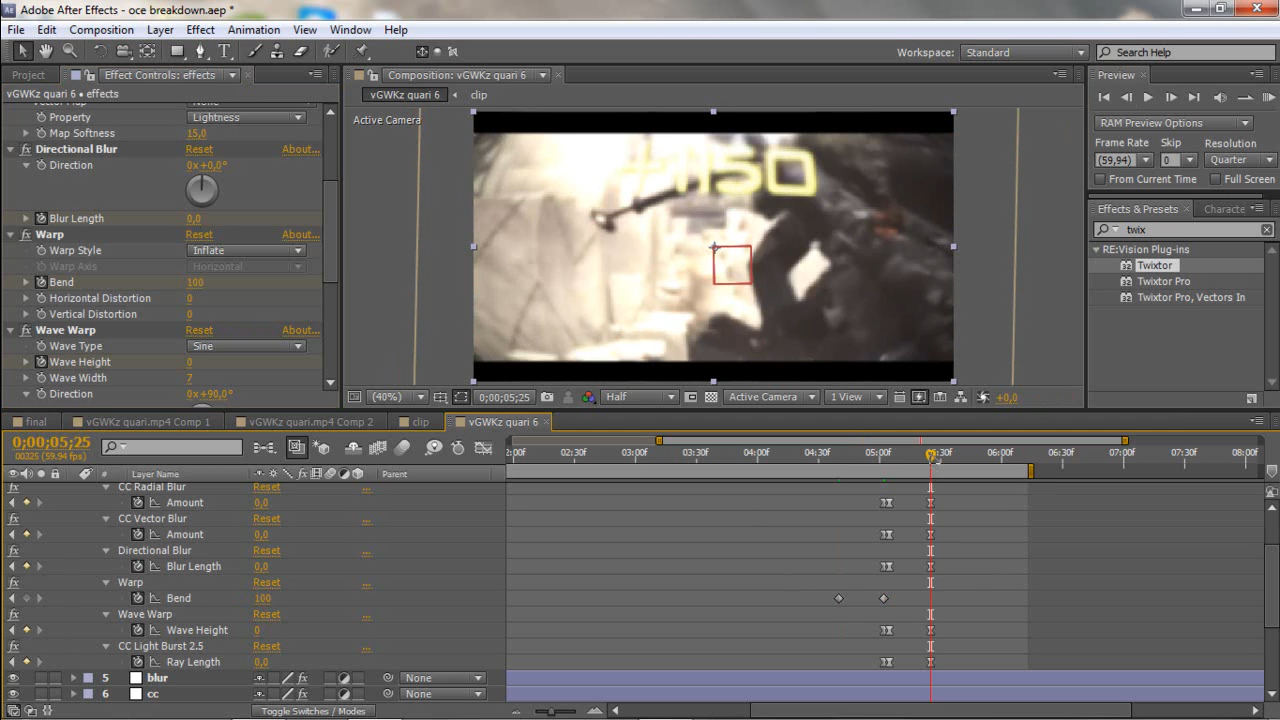 Adobe After Effects - oce breakdown.aep *
File Edit Composition Layer Effect Animation View Window Help
Workspace: Standard Search Help
Project Effect Controls: effects
vGWKz quari 6 • effects
Property Lightness
Map Softness 15,0
Directional Blur Reset About...
Direction 0x+0,0°
Blur Length 0,0
Warp Reset About...
Warp Style Inflate
Warp Axis Horizontal
Bend 100
Horizontal Distortion 0
Vertical Distortion 0
Wave Warp Reset About...
Wave Type Sine
Wave Height 0
Wave Width 7
Direction 0x+90,0°
Composition: vGWKz quari 6
vGWKz quari 6 clip
Active Camera
+1150
(40%) 0;00;05;25 Half Active Camera 1 View +0,0
Preview
RAM Preview Options
Frame Rate Skip Resolution
(59,94) 0 Quarter
From Current Time Full Screen
Effects & Presets Characte
twix
RE:Vision Plug-ins
Twixtor
Twixtor Pro
Twixtor Pro, Vectors In
final vGWKz quari.mp4 Comp 1 vGWKz quari.mp4 Comp 2 clip vGWKz quari 6
0;00;05;25
00325 (59.94 fps)
02:30f 03:00f 03:30f 04:00f 04:30f 05:00f 05:30f 06:00f 06:30f 07:00f 07:30f 08:00f
# Layer Name Parent
CC Radial Blur Reset ...
Amount 0,0
CC Vector Blur Reset ...
Amount 0,0
Directional Blur Reset ...
Blur Length 0,0
Warp Reset ...
Bend 100
Wave Warp Reset ...
Wave Height 0
CC Light Burst 2.5 Reset ...
Ray Length 0,0
5 blur None
6 cc None
Toggle Switches / Modes